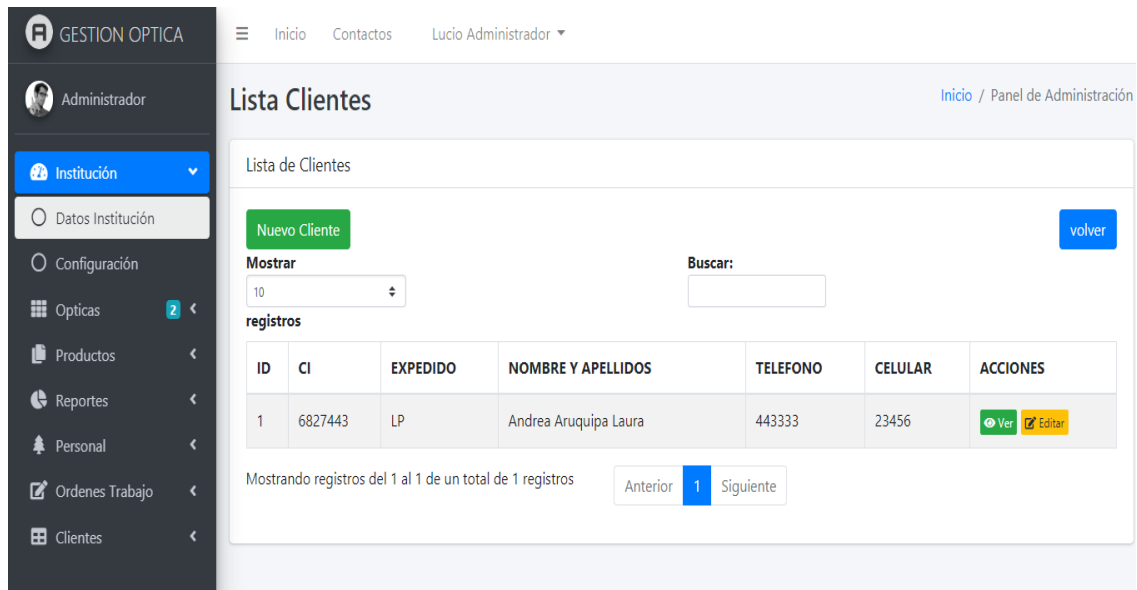 GESTION OPTICA
Inicio Contactos Lucio Administrador
Administrador
Lista Clientes
Inicio / Panel de Administración
Institución
Datos Institución
Configuración
Opticas 2
Productos
Reportes
Personal
Ordenes Trabajo
Clientes
Lista de Clientes
Nuevo Cliente
volver
Mostrar
10
registros
Buscar:
ID CI EXPEDIDO NOMBRE Y APELLIDOS TELEFONO CELULAR ACCIONES
1 6827443 LP Andrea Aruquipa Laura 443333 23456 Ver Editar
Mostrando registros del 1 al 1 de un total de 1 registros
Anterior 1 Siguiente